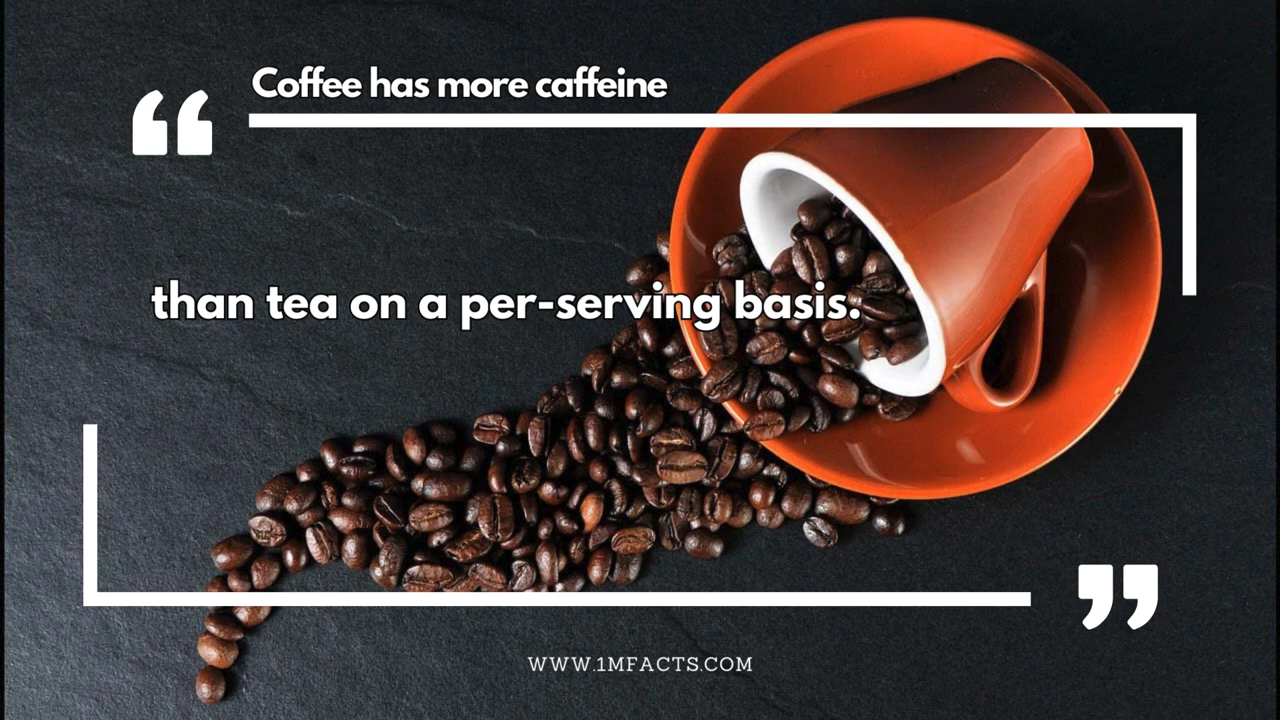 Coffee has more caffeine
than tea on a per-serving basis.
WWW.1MFACTS.COM